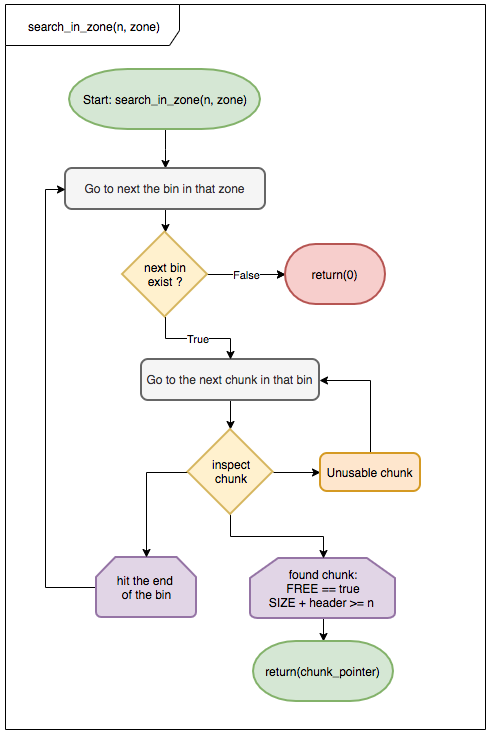 search_in_zone(n, zone)
Start: search_in_zone(n, zone)
Go to next the bin in that zone
next bin
exist ?
False
return(0)
True
Go to the next chunk in that bin
inspect
chunk
Unusable chunk
hit the end
of the bin
found chunk:
FREE == true
SIZE + header >= n
return(chunk_pointer)